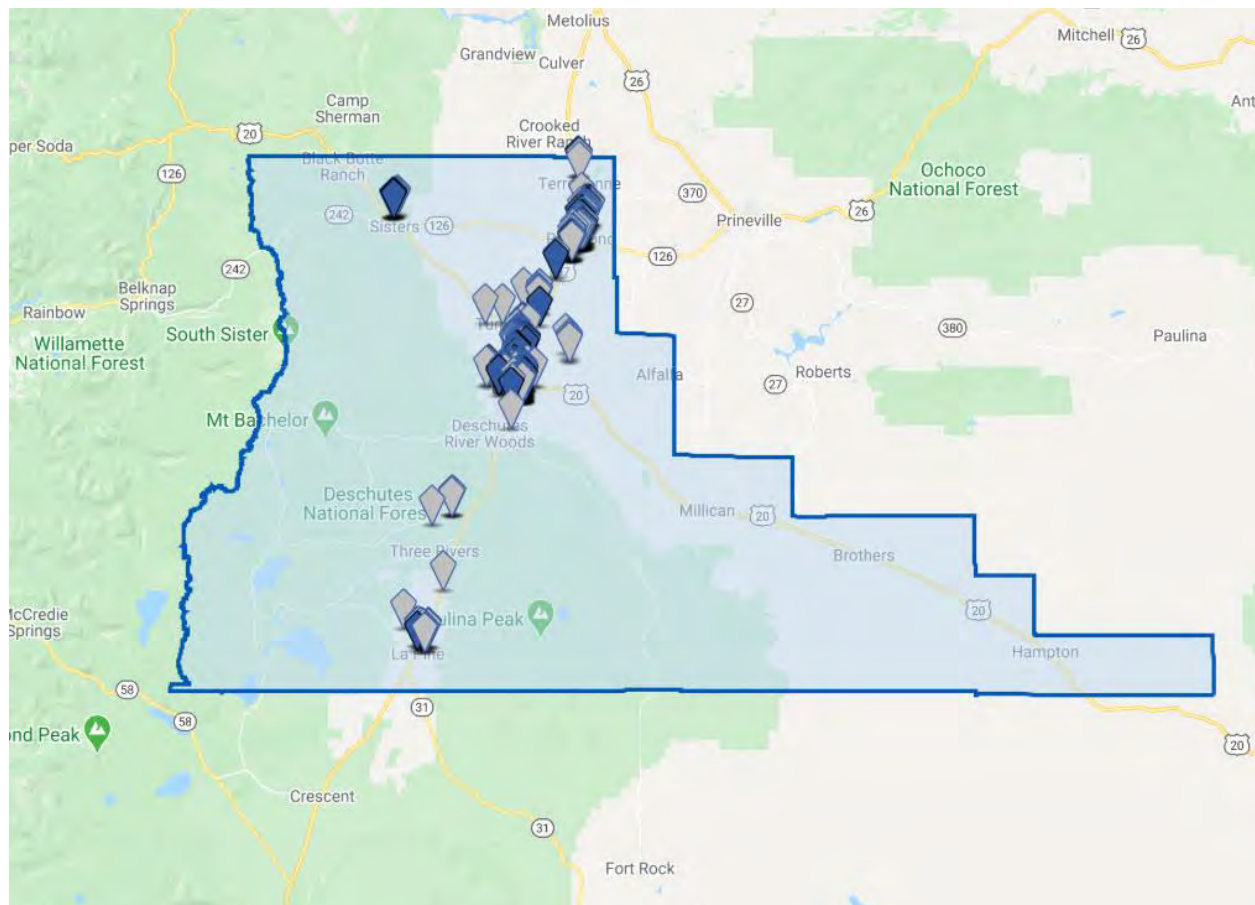 Metolius
Mitchell
26
Grandview
Culver
26
Camp
Sherman
Crooked
River Ranch
20
per Soda
Black Butte
Ranch
126
Ochoco
National Forest
370
26
26
Prineville
242
Sisters
126
126
242
Belknap
Springs
27
Rainbow
South Sister
380
Paulina
Willamette
National Forest
Alfalfa
27
Roberts
20
Mt Bachelor
Deschutes
River Woods
Deschutes
National Forest
Millican
20
Three Rivers
Brothers
McCredie
Springs
ulina Peak
20
Hampton
La Pine
58
31
58
ond Peak
20
Crescent
31
Fort Rock